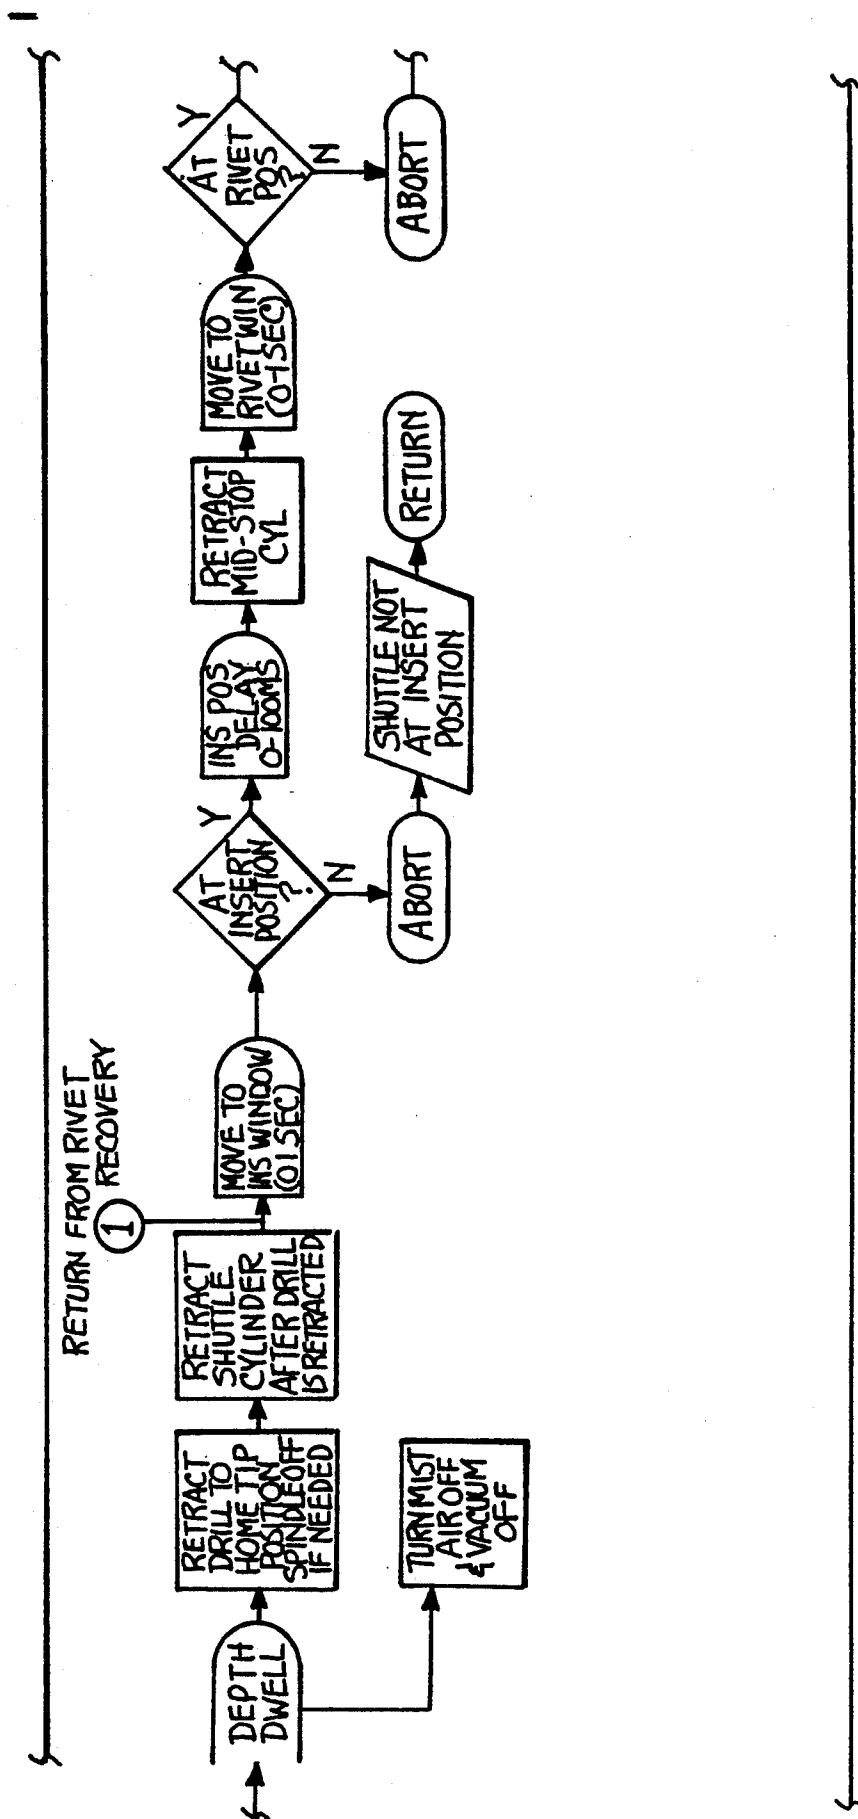 DEPTH
DWELL
RETRACT
DRILL TO
HOME TIP
POSITION
SPINDLE OFF
IF NEEDED
TURN MIST
AIR OFF
& VACUUM
OFF
RETRACT
SHUTTLE
CYLINDER
AFTER DRILL
IS RETRACTED
RETURN FROM RIVET
RECOVERY
1
MOVE TO
INS WINDOW
(01 SEC)
AT
INSERT
POSITION
?
Y
N
ABORT
SHUTTLE NOT
AT INSERT
POSITION
RETURN
INS POS
DELAY
0-100MS
RETRACT
MID-STOP
CYL
MOVE TO
RIVET WIN
(0-1 SEC)
AT
RIVET
POS
?
Y
N
ABORT